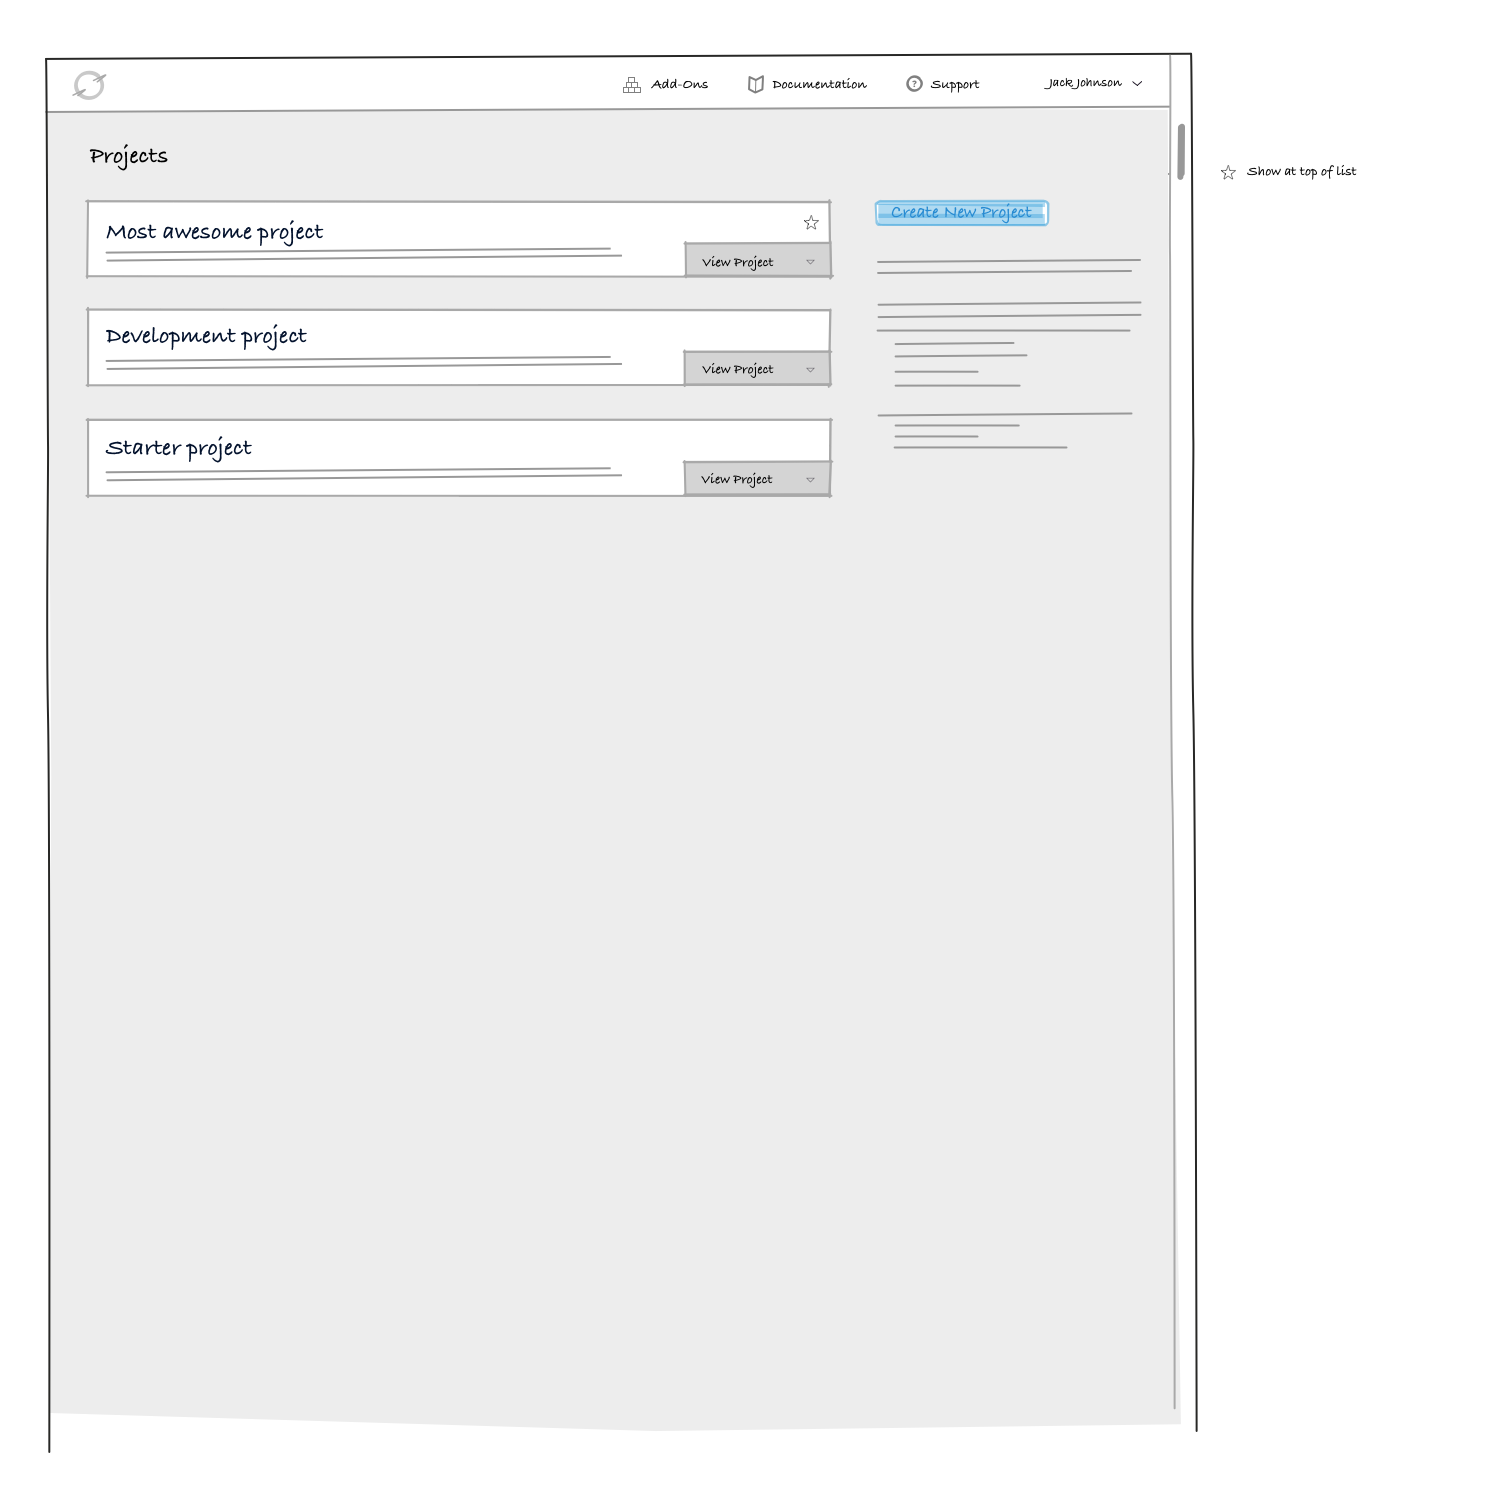 Add-Ons
Documentation
Support
Jack Johnson
Projects
Show at top of list
Most awesome project
View Project
Create New Project
Development project
View Project
Starter project
View Project